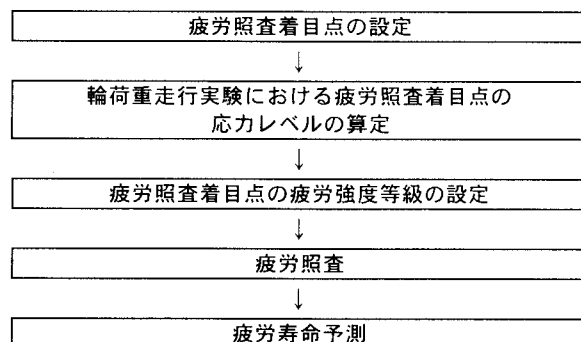 疲労照査着目点の設定
↓
輪荷重走行実験における疲労照査着目点の
応力レベルの算定
↓
疲労照査着目点の疲労強度等級の設定
↓
疲労照査
↓
疲労寿命予測